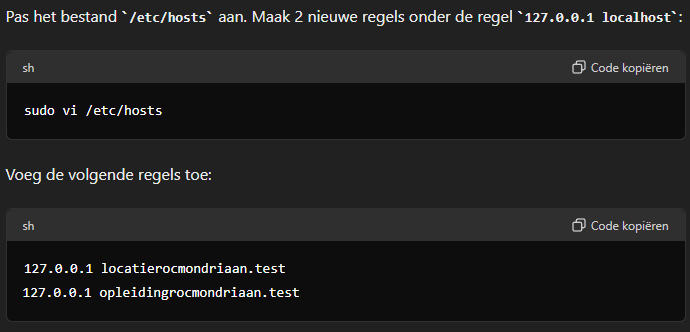 Pas het bestand `/etc/hosts` aan. Maak 2 nieuwe regels onder de regel `127.0.0.1 localhost`:
sh
Code kopiëren
sudo vi /etc/hosts
Voeg de volgende regels toe:
sh
Code kopiëren
127.0.0.1 locatierocmondriaan.test
127.0.0.1 opleidingrocmondriaan.test